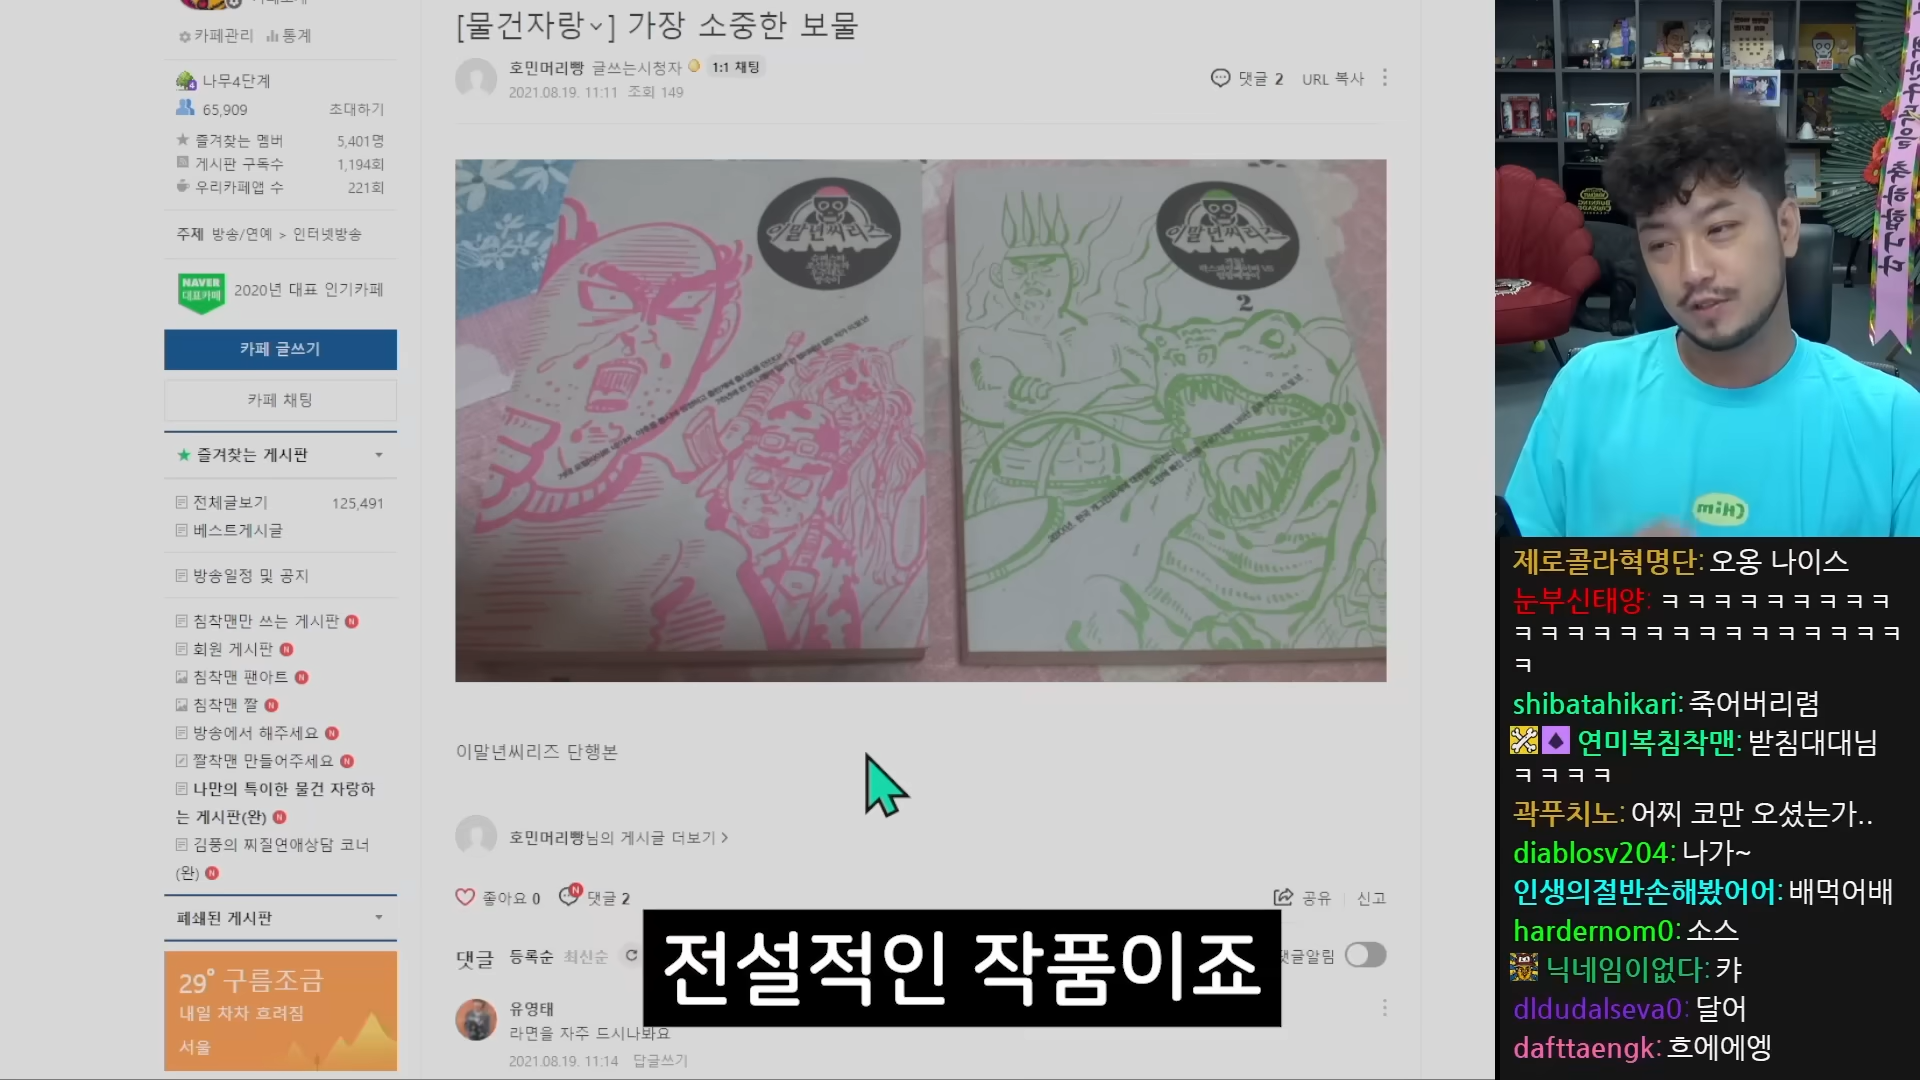 카페관리 통계
나무4단계
65,909 초대하기
즐겨찾는 멤버 5,401명
게시판 구독수 1,194회
우리카페앱 수 221회
주제 방송/연예 > 인터넷방송
NAVER
대표카페
2020년 대표 인기카페
카페 글쓰기
카페 채팅
즐겨찾는 게시판
전체글보기 125,491
베스트게시글
방송일정 및 공지
침착맨만 쓰는 게시판 N
회원 게시판 N
침착맨 팬아트 N
침착맨 짤 N
방송에서 해주세요 N
짤착맨 만들어주세요 N
나만의 특이한 물건 자랑하
는 게시판(완) N
김풍의 찌질연애상담 코너
(완) N
폐쇄된 게시판
29° 구름조금
내일 차차 흐려짐
서울
[물건자랑] 가장 소중한 보물
호민머리빵 글쓰는시청자 1:1 채팅
2021.08.19. 11:11 조회 149
댓글 2 URL 복사
이말년씨리즈
이말년씨리즈
2
이말년씨리즈 단행본
호민머리빵님의 게시글 더보기
좋아요 0 댓글 2
공유 신고
댓글 등록순 최신순
댓글알림
유영태
라면을 자주 드시나봐요
2021.08.19. 11:14 답글쓰기
전설적인 작품이죠
CHiM
제로콜라혁명단: 오옹 나이스
눈부신태양: ㅋㅋㅋㅋㅋㅋㅋㅋㅋ
ㅋㅋㅋㅋㅋㅋㅋㅋㅋㅋㅋㅋㅋㅋㅋ
ㅋ
shibatahikari: 죽어버리렴
연미복침착맨: 받침대대님
ㅋㅋㅋㅋ
곽푸치노: 어찌 코만 오셨는가..
diablosv204: 나가~
인생의절반손해봤어어: 배먹어배
hardernom0: 소스
닉네임이없다: 캬
dldudalseva0: 달어
dafttaengk: 흐에에엥